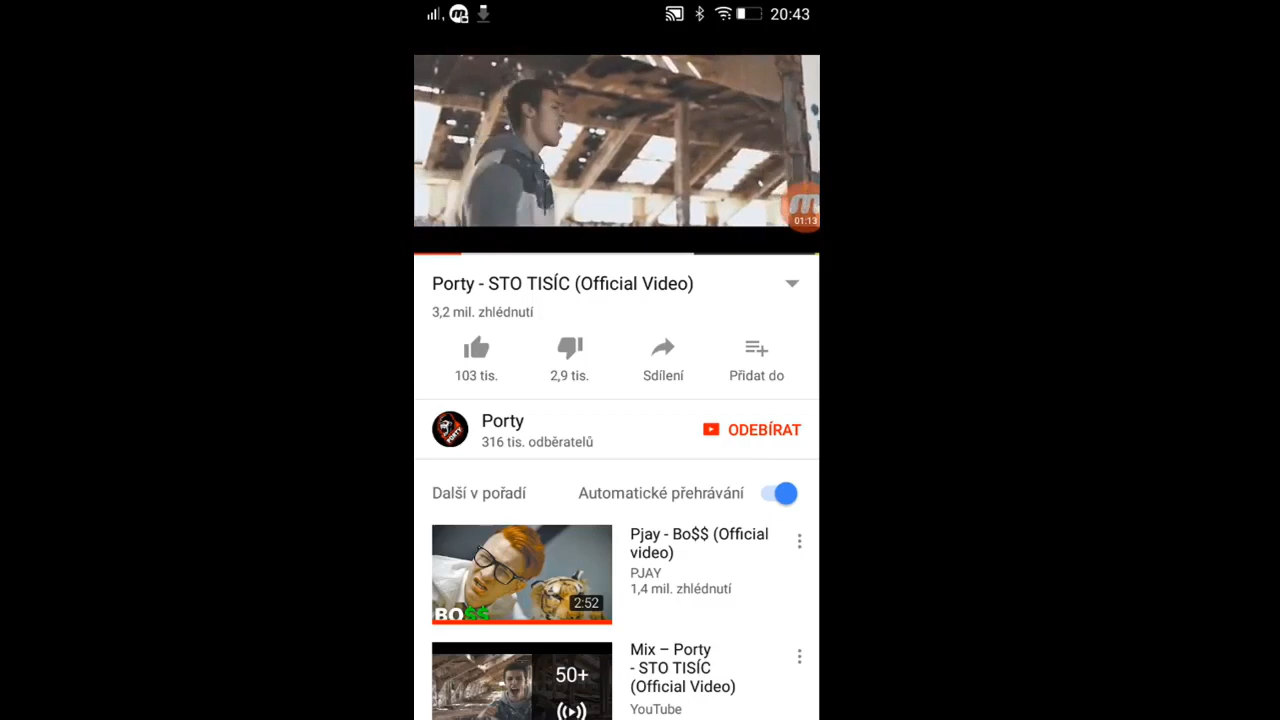 20:43
01:13
Porty - STO TISÍC (Official Video)
3,2 mil. zhlédnutí
103 tis.
2,9 tis.
Sdílení
Přidat do
Porty
316 tis. odběratelů
ODEBÍRAT
PORTY
Další v pořadí
Automatické přehrávání
Pjay - Bo$$ (Official
video)
PJAY
1,4 mil. zhlédnutí
2:52
BO$$
Mix – Porty
- STO TISÍC
(Official Video)
YouTube
50+